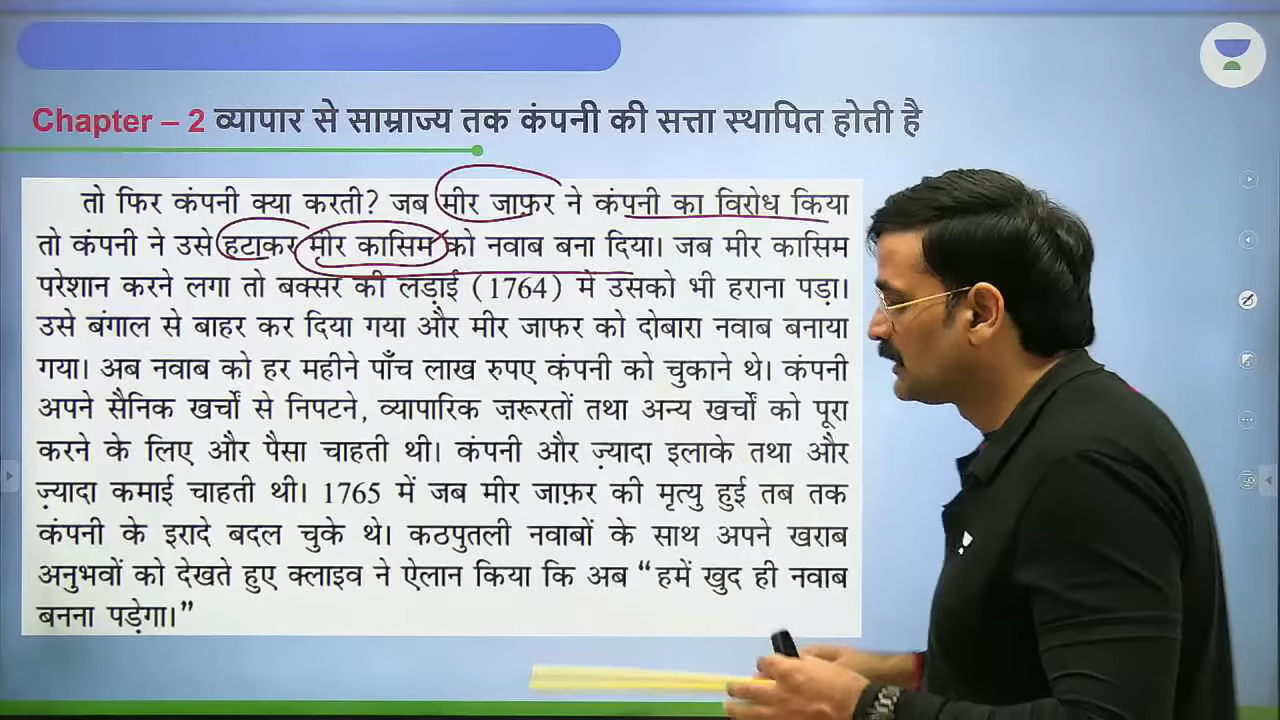 Chapter – 2 व्यापार से साम्राज्य तक कंपनी की सत्ता स्थापित होती है
तो फिर कंपनी क्या करती? जब मीर जाफ़र ने कंपनी का विरोध किया
तो कंपनी ने उसे हटाकर मीर कासिम को नवाब बना दिया। जब मीर कासिम
परेशान करने लगा तो बक्सर की लड़ाई (1764) में उसको भी हराना पड़ा।
उसे बंगाल से बाहर कर दिया गया और मीर जाफर को दोबारा नवाब बनाया
गया। अब नवाब को हर महीने पाँच लाख रुपए कंपनी को चुकाने थे। कंपनी
अपने सैनिक खर्चों से निपटने, व्यापारिक ज़रूरतों तथा अन्य खर्चों को पूरा
करने के लिए और पैसा चाहती थी। कंपनी और ज़्यादा इलाके तथा और
ज़्यादा कमाई चाहती थी। 1765 में जब मीर जाफ़र की मृत्यु हुई तब तक
कंपनी के इरादे बदल चुके थे। कठपुतली नवाबों के साथ अपने खराब
अनुभवों को देखते हुए क्लाइव ने ऐलान किया कि अब “हमें खुद ही नवाब
बनना पड़ेगा।”